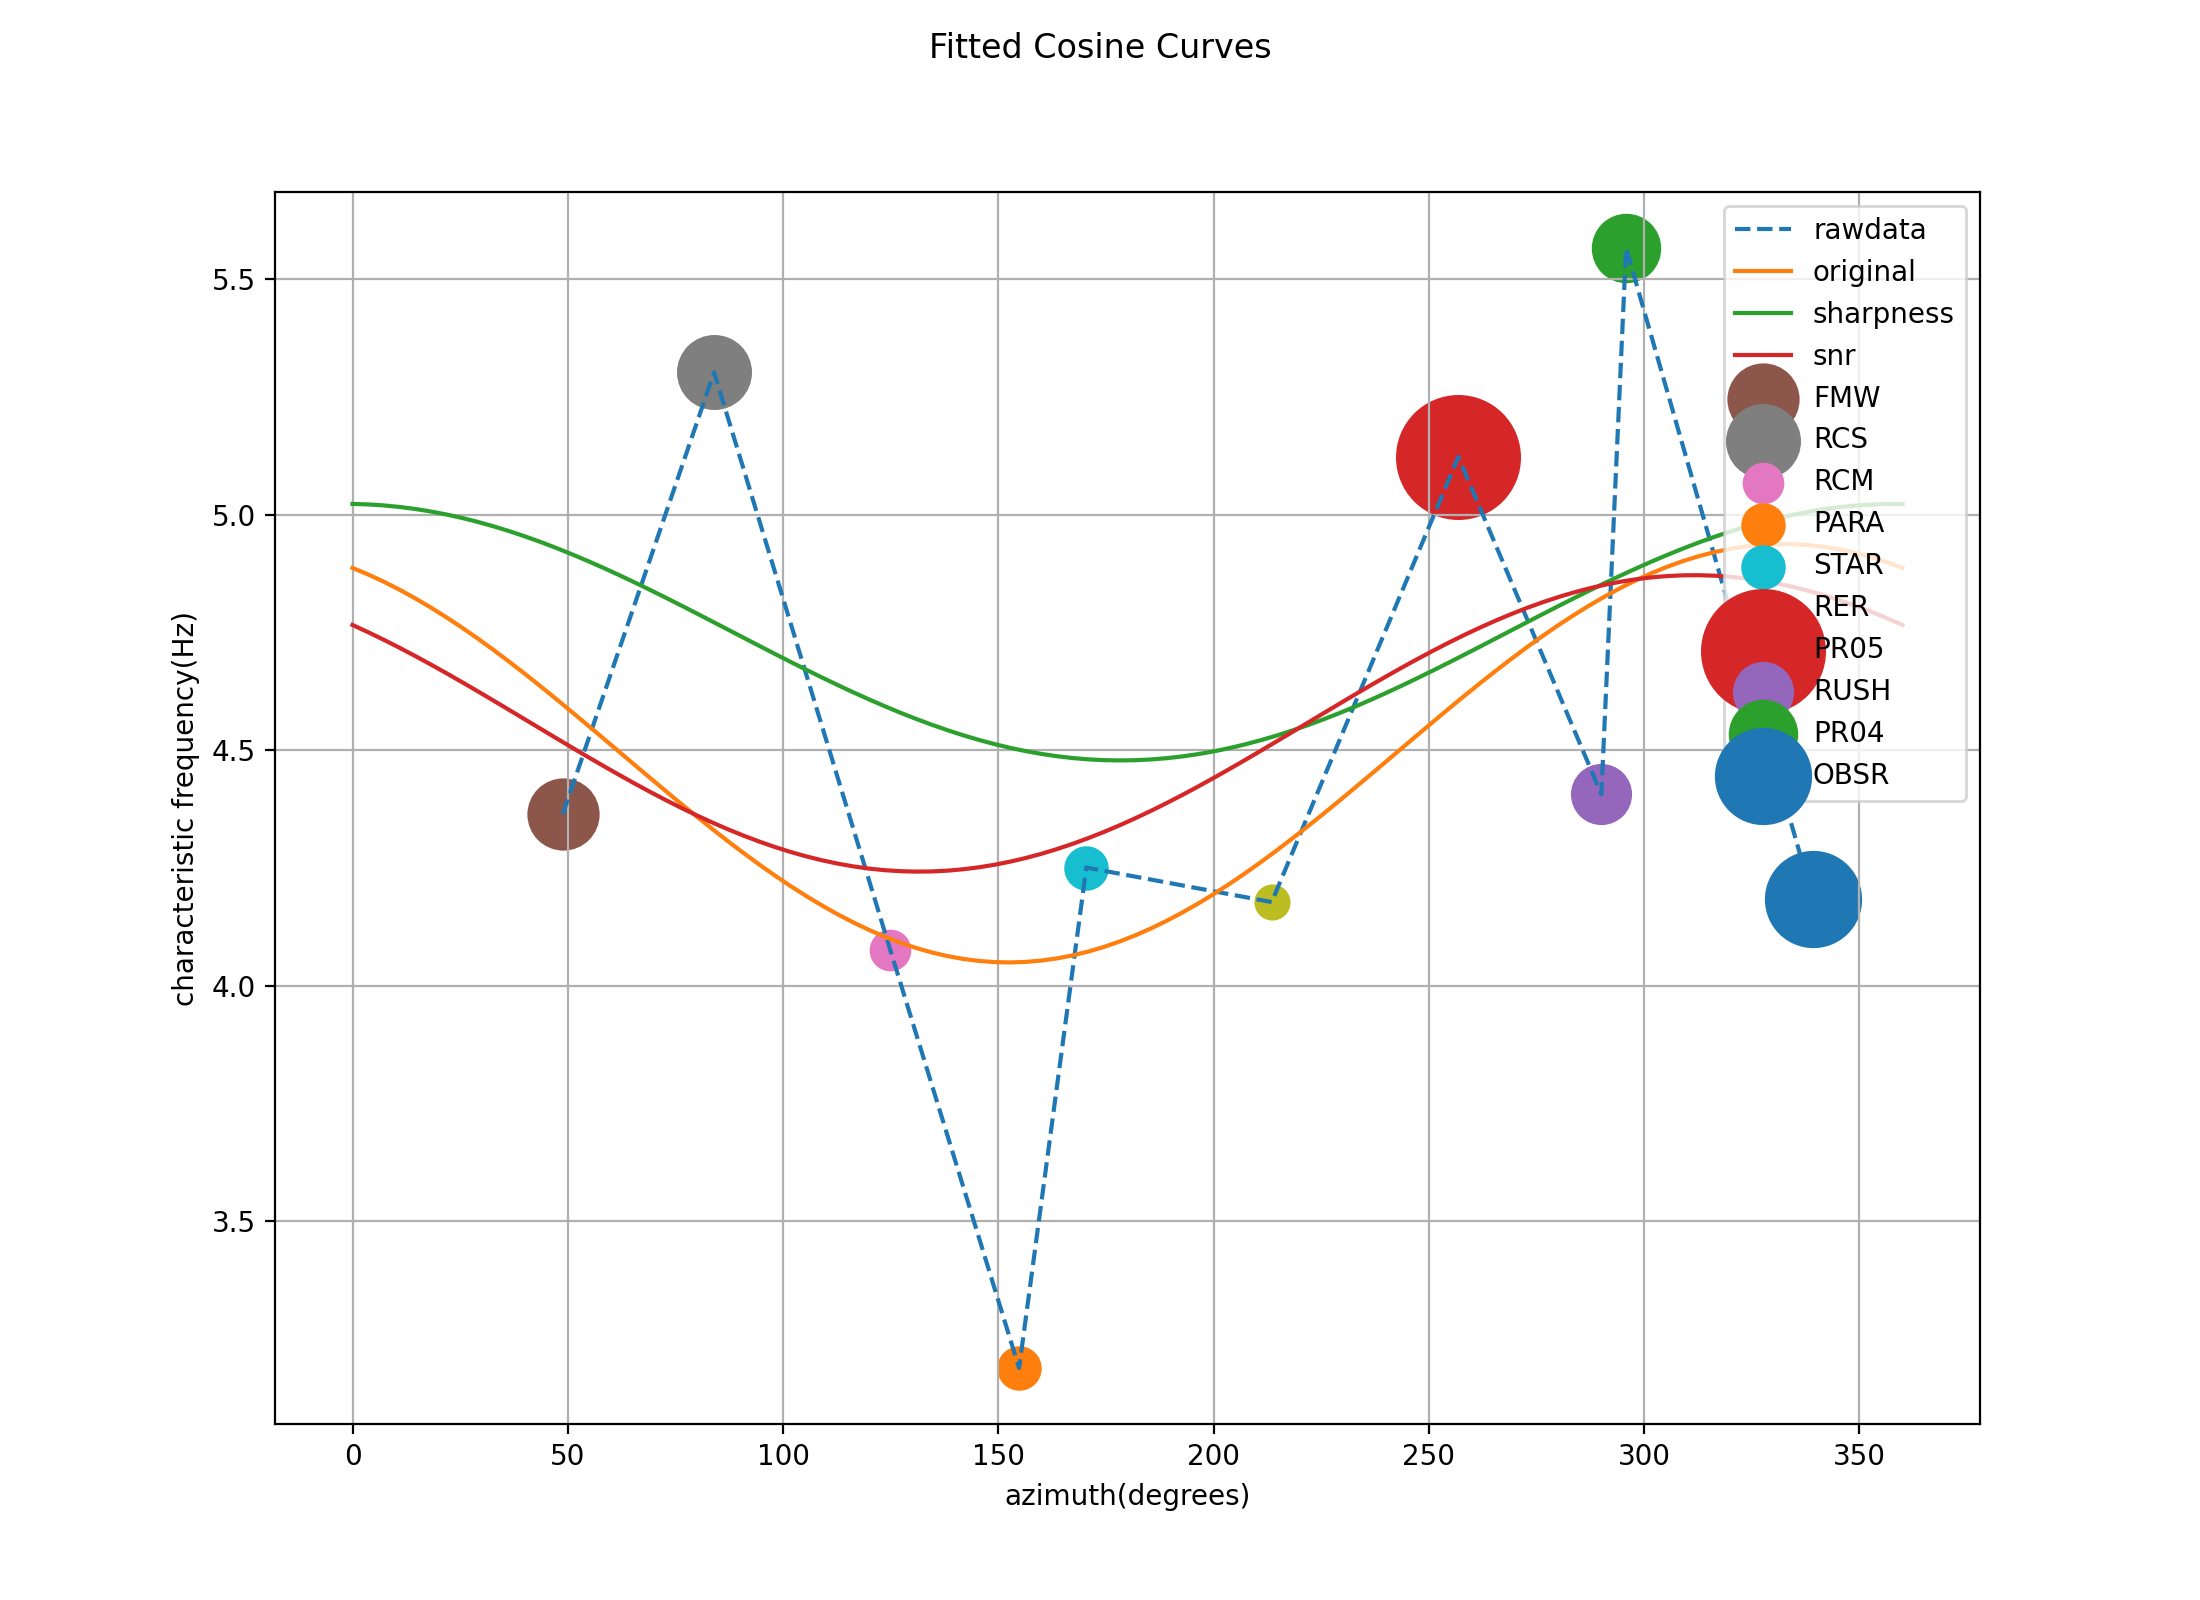 Fitted Cosine Curves
rawdata
original
sharpness
snr
FMW
RCS
RCM
PARA
STAR
RER
PR05
RUSH
PR04
OBSR
5.5
5.0
4.5
4.0
3.5
characteristic frequency(Hz)
0 50 100 150 200 250 300 350
azimuth(degrees)